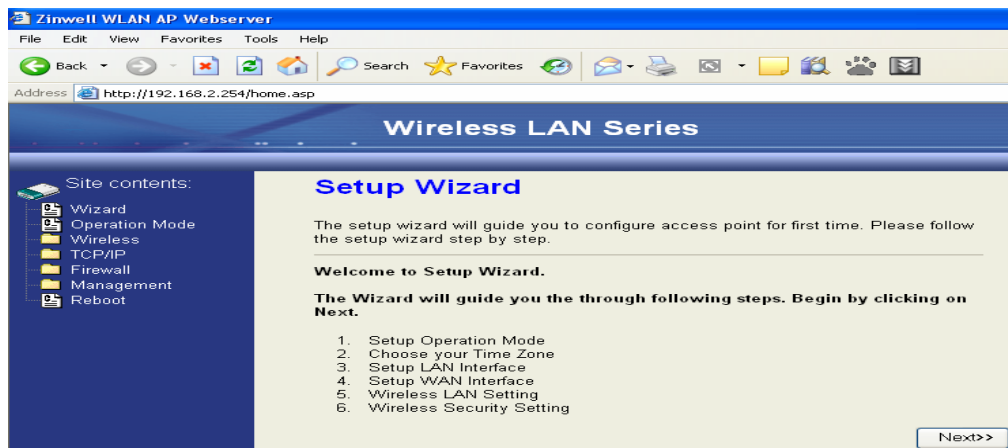 Zinwell WLAN AP Webserver
File Edit View Favorites Tools Help
Back Search Favorites
Address http://192.168.2.254/home.asp
Wireless LAN Series
Site contents:
Wizard
Operation Mode
Wireless
TCP/IP
Firewall
Management
Reboot
Setup Wizard
The setup wizard will guide you to configure access point for first time. Please follow
the setup wizard step by step.
Welcome to Setup Wizard.
The Wizard will guide you the through following steps. Begin by clicking on
Next.
1. Setup Operation Mode
2. Choose your Time Zone
3. Setup LAN Interface
4. Setup WAN Interface
5. Wireless LAN Setting
6. Wireless Security Setting
Next>>